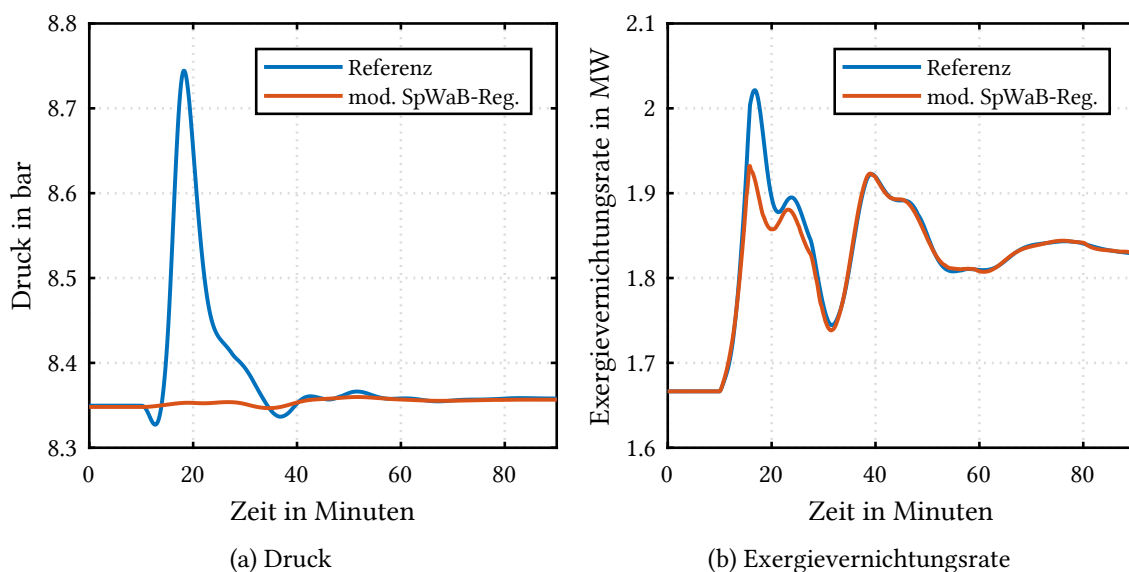 8.8
8.7
8.6
8.5
8.4
8.3
0 20 40 60 80
Druck in bar
Zeit in Minuten
Referenz
mod. SpWaB-Reg.
(a) Druck
2.1
2
1.9
1.8
1.7
1.6
0 20 40 60 80
Exergievernichtungsrate in MW
Zeit in Minuten
Referenz
mod. SpWaB-Reg.
(b) Exergievernichtungsrate